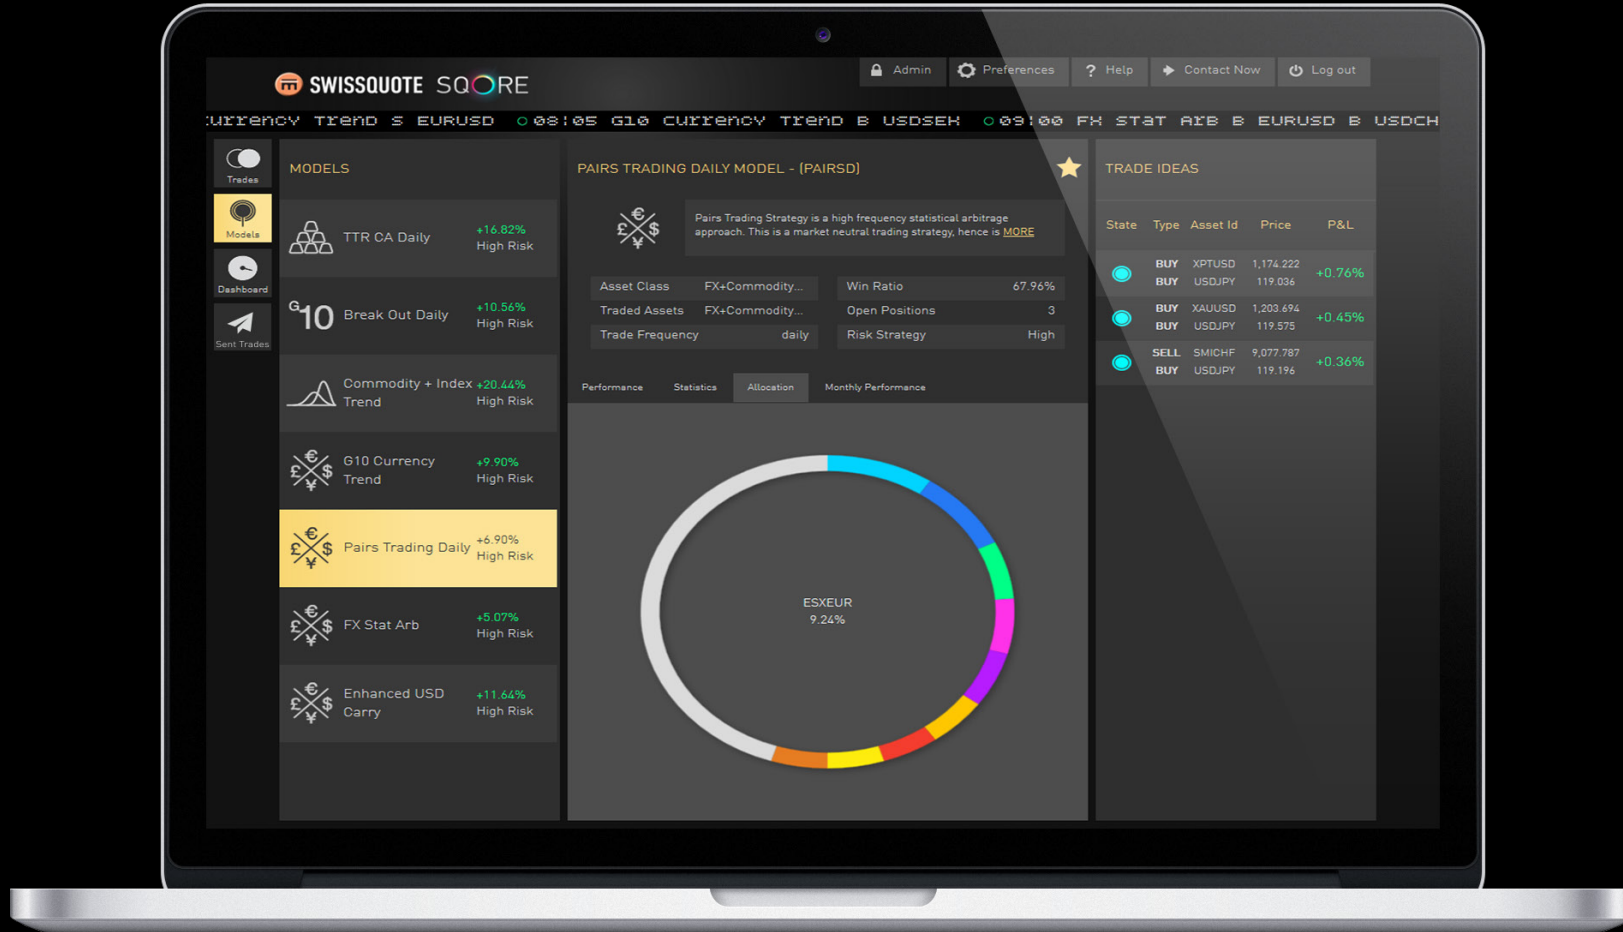 SWISSQUOTE SQORE
Admin
Preferences
? Help
Contact Now
Log out
Currency Trend S EURUSD 08:05 G10 Currency Trend B USDSEK 09:00 FX Stat Arb B EURUSD B USDCH
Trades
Models
Dashboard
Sent Trades
MODELS
TTR CA Daily
+16.82%
High Risk
G10
Break Out Daily
+10.56%
High Risk
Commodity + Index
Trend
+20.44%
High Risk
€ £ $ ¥
G10 Currency
Trend
+9.90%
High Risk
€ £ $ ¥
Pairs Trading Daily
+6.90%
High Risk
€ £ $ ¥
FX Stat Arb
+5.07%
High Risk
€ £ $ ¥
Enhanced USD
Carry
+11.64%
High Risk
PAIRS TRADING DAILY MODEL - (PAIRSD)
€ £ $ ¥
Pairs Trading Strategy is a high frequency statistical arbitrage
approach. This is a market neutral trading strategy, hence is MORE
Asset Class FX+Commodity...
Traded Assets FX+Commodity...
Trade Frequency daily
Win Ratio 67.96%
Open Positions 3
Risk Strategy High
Performance Statistics Allocation Monthly Performance
ESXEUR
9.24%
TRADE IDEAS
State Type Asset Id Price P&L
BUY XPTUSD 1,174.222
BUY USDJPY 119.036
+0.76%
BUY XAUUSD 1,203.694
BUY USDJPY 119.575
+0.45%
SELL SMICHF 9,077.787
BUY USDJPY 119.196
+0.36%